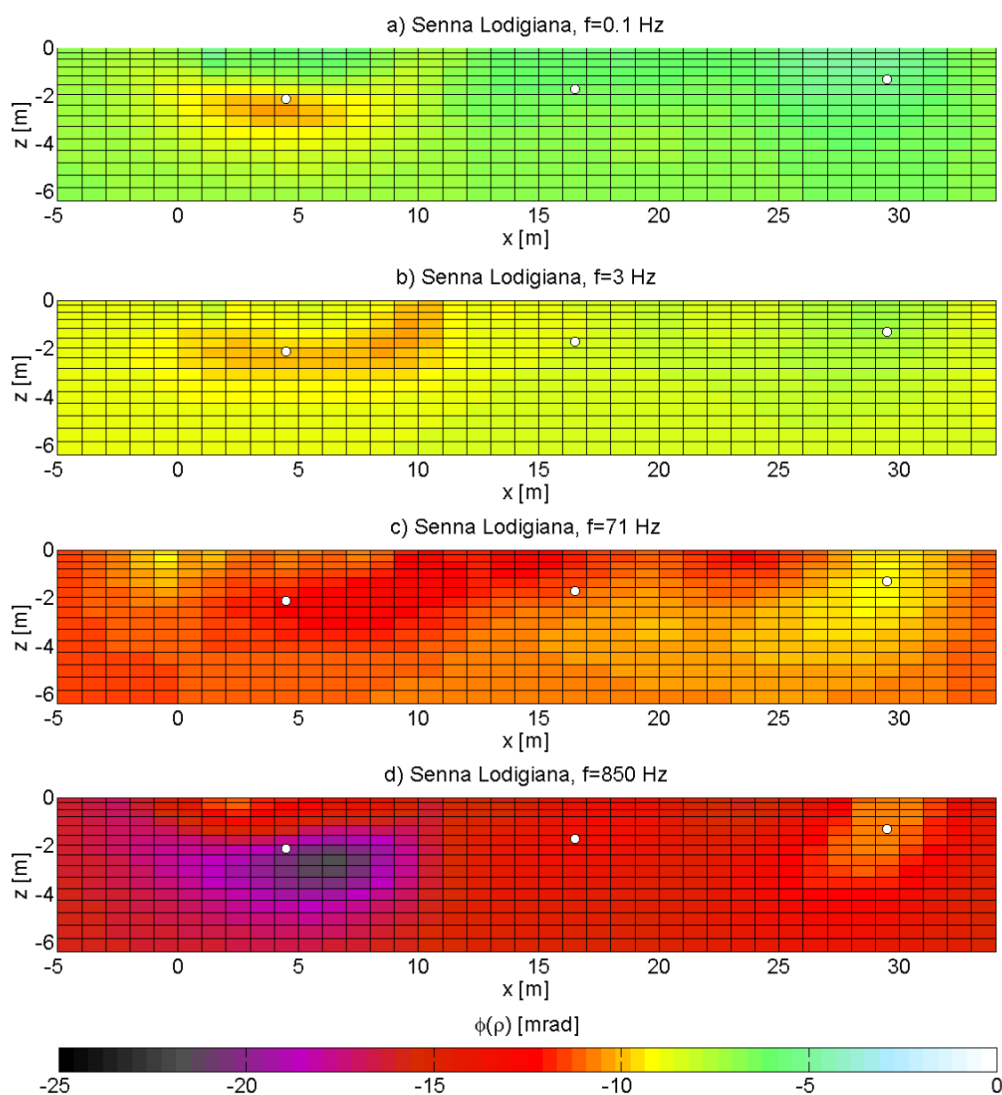 a) Senna Lodigiana, f=0.1 Hz
0
-2
-4
-6
z [m]
-5 0 5 10 15 20 25 30
x [m]
b) Senna Lodigiana, f=3 Hz
0
-2
-4
-6
z [m]
-5 0 5 10 15 20 25 30
x [m]
c) Senna Lodigiana, f=71 Hz
0
-2
-4
-6
z [m]
-5 0 5 10 15 20 25 30
x [m]
d) Senna Lodigiana, f=850 Hz
0
-2
-4
-6
z [m]
-5 0 5 10 15 20 25 30
x [m]
ϕ(ρ) [mrad]
-25 -20 -15 -10 -5 0